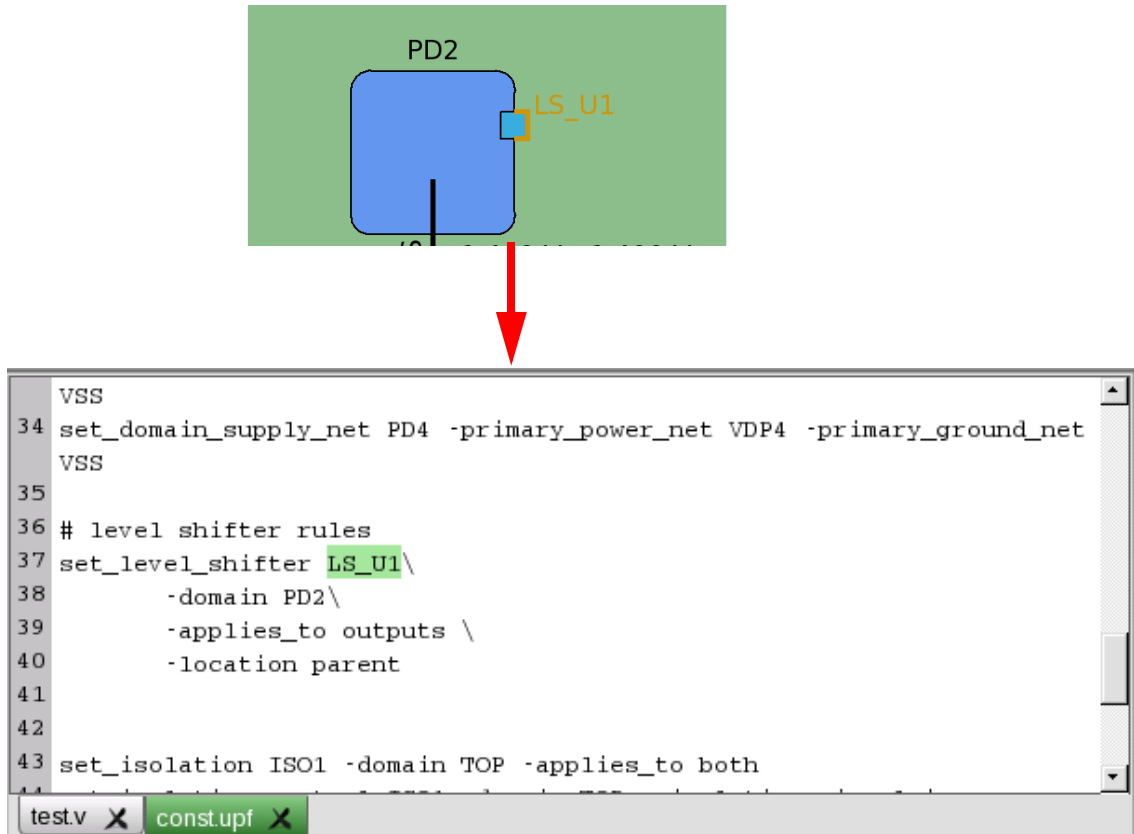 PD2
LS_U1
VSS
34 set_domain_supply_net PD4 -primary_power_net VDP4 -primary_ground_net
VSS
35
36 # level shifter rules
37 set_level_shifter LS_U1\
38 -domain PD2\
39 -applies_to outputs \
40 -location parent
41
42
43 set_isolation ISO1 -domain TOP -applies_to both
test.v const.upf